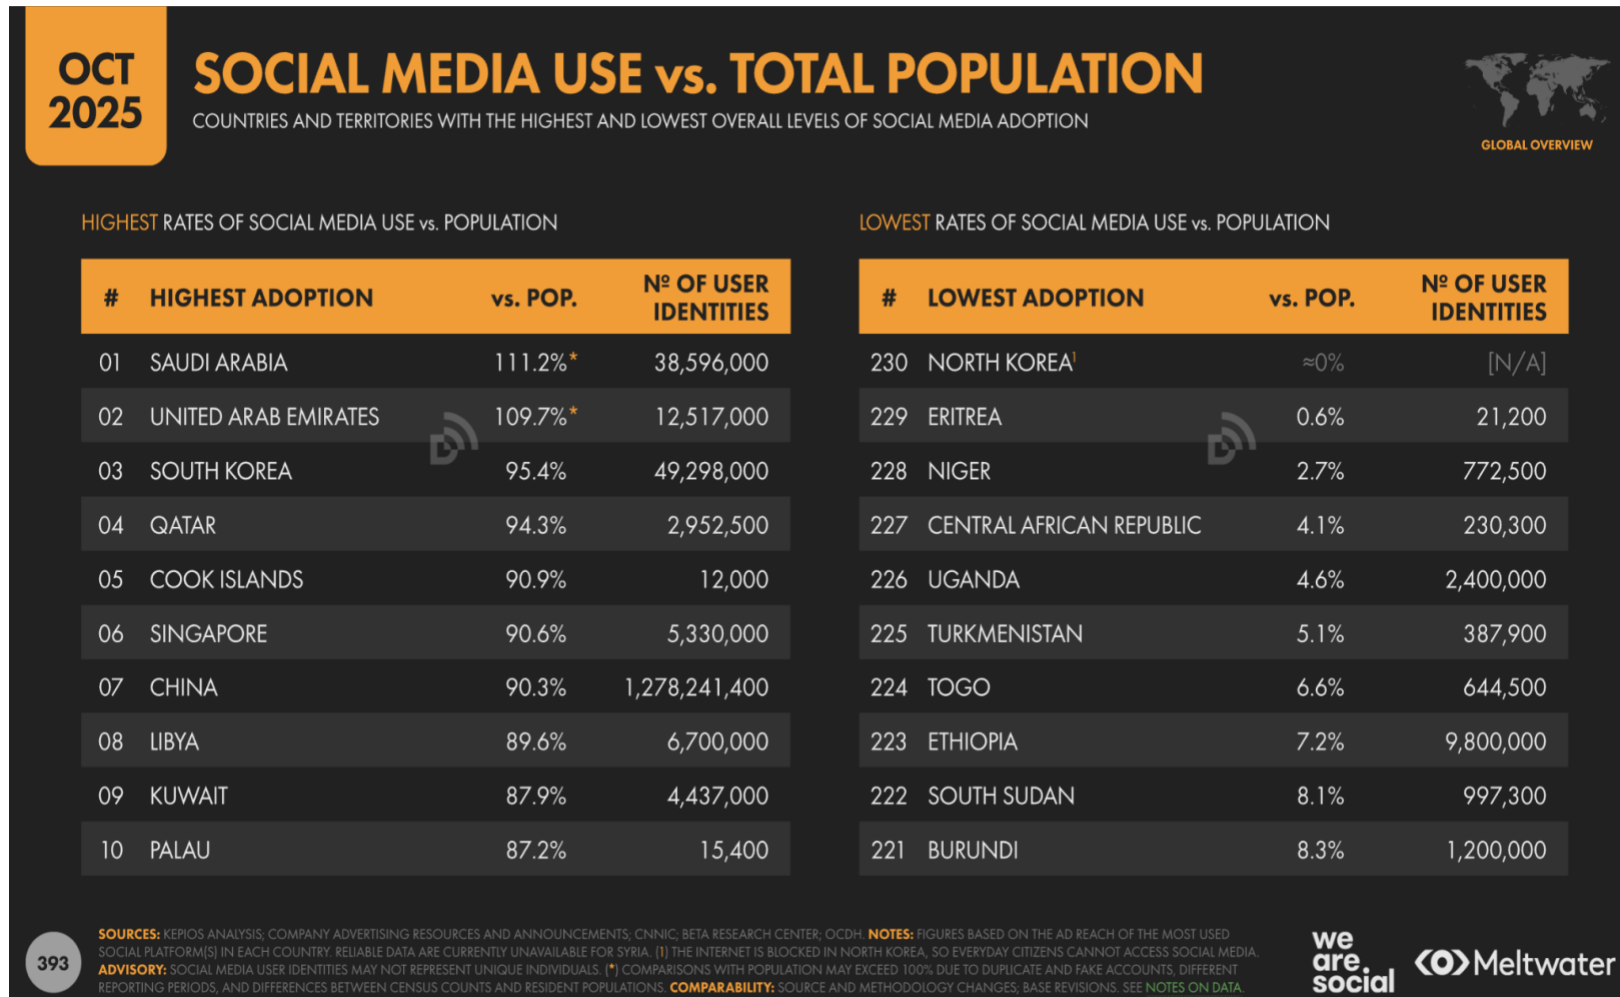 OCT
2025
SOCIAL MEDIA USE vs. TOTAL POPULATION
COUNTRIES AND TERRITORIES WITH THE HIGHEST AND LOWEST OVERALL LEVELS OF SOCIAL MEDIA ADOPTION
GLOBAL OVERVIEW
HIGHEST RATES OF SOCIAL MEDIA USE vs. POPULATION
# HIGHEST ADOPTION vs. POP. Nº OF USER IDENTITIES
01 SAUDI ARABIA 111.2%* 38,596,000
02 UNITED ARAB EMIRATES 109.7%* 12,517,000
03 SOUTH KOREA 95.4% 49,298,000
04 QATAR 94.3% 2,952,500
05 COOK ISLANDS 90.9% 12,000
06 SINGAPORE 90.6% 5,330,000
07 CHINA 90.3% 1,278,241,400
08 LIBYA 89.6% 6,700,000
09 KUWAIT 87.9% 4,437,000
10 PALAU 87.2% 15,400
LOWEST RATES OF SOCIAL MEDIA USE vs. POPULATION
# LOWEST ADOPTION vs. POP. Nº OF USER IDENTITIES
230 NORTH KOREA¹ ≈0% [N/A]
229 ERITREA 0.6% 21,200
228 NIGER 2.7% 772,500
227 CENTRAL AFRICAN REPUBLIC 4.1% 230,300
226 UGANDA 4.6% 2,400,000
225 TURKMENISTAN 5.1% 387,900
224 TOGO 6.6% 644,500
223 ETHIOPIA 7.2% 9,800,000
222 SOUTH SUDAN 8.1% 997,300
221 BURUNDI 8.3% 1,200,000
393
SOURCES: KEPIOS ANALYSIS; COMPANY ADVERTISING RESOURCES AND ANNOUNCEMENTS; CNNIC; BETA RESEARCH CENTER; OCDH. NOTES: FIGURES BASED ON THE AD REACH OF THE MOST USED
SOCIAL PLATFORM(S) IN EACH COUNTRY. RELIABLE DATA ARE CURRENTLY UNAVAILABLE FOR SYRIA. (1) THE INTERNET IS BLOCKED IN NORTH KOREA, SO EVERYDAY CITIZENS CANNOT ACCESS SOCIAL MEDIA.
ADVISORY: SOCIAL MEDIA USER IDENTITIES MAY NOT REPRESENT UNIQUE INDIVIDUALS. (*) COMPARISONS WITH POPULATION MAY EXCEED 100% DUE TO DUPLICATE AND FAKE ACCOUNTS, DIFFERENT
REPORTING PERIODS, AND DIFFERENCES BETWEEN CENSUS COUNTS AND RESIDENT POPULATIONS. COMPARABILITY: SOURCE AND METHODOLOGY CHANGES; BASE REVISIONS. SEE NOTES ON DATA.
we
are.
social
Meltwater